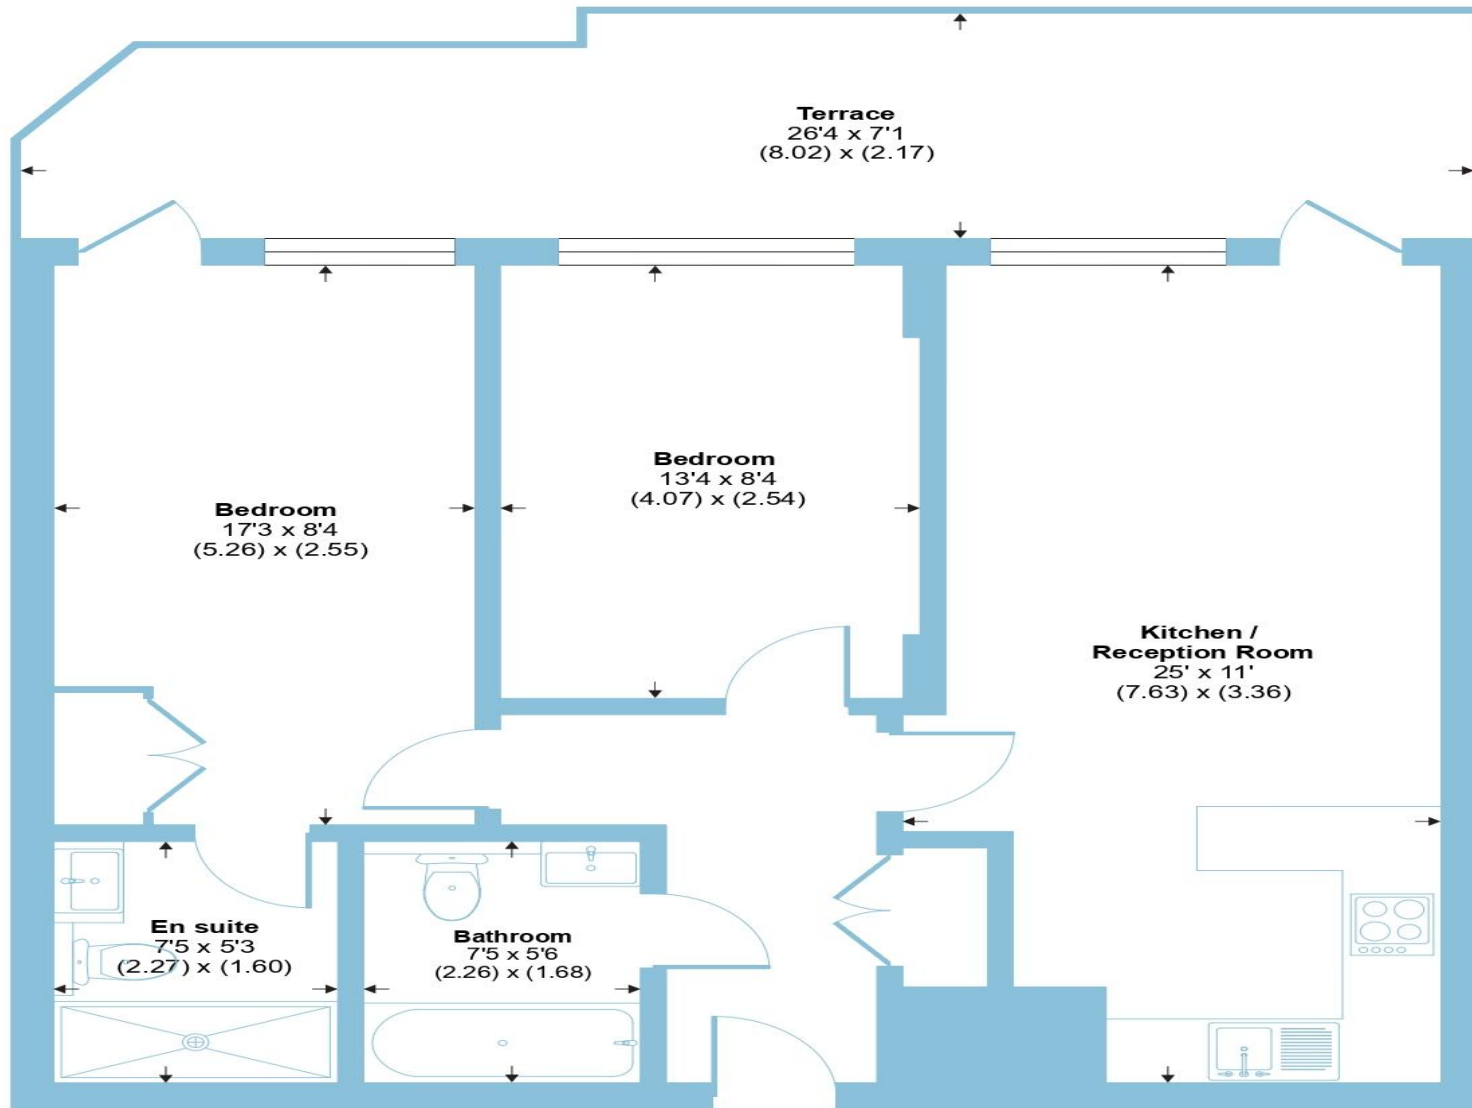 Terrace
26'4 x 7'1
(8.02) x (2.17)
Bedroom
13'4 x 8'4
(4.07) x (2.54)
Bedroom
17'3 x 8'4
(5.26) x (2.55)
Kitchen /
Reception Room
25' x 11'
(7.63) x (3.36)
En suite
7'5 x 5'3
(2.27) x (1.60)
Bathroom
7'5 x 5'6
(2.26) x (1.68)